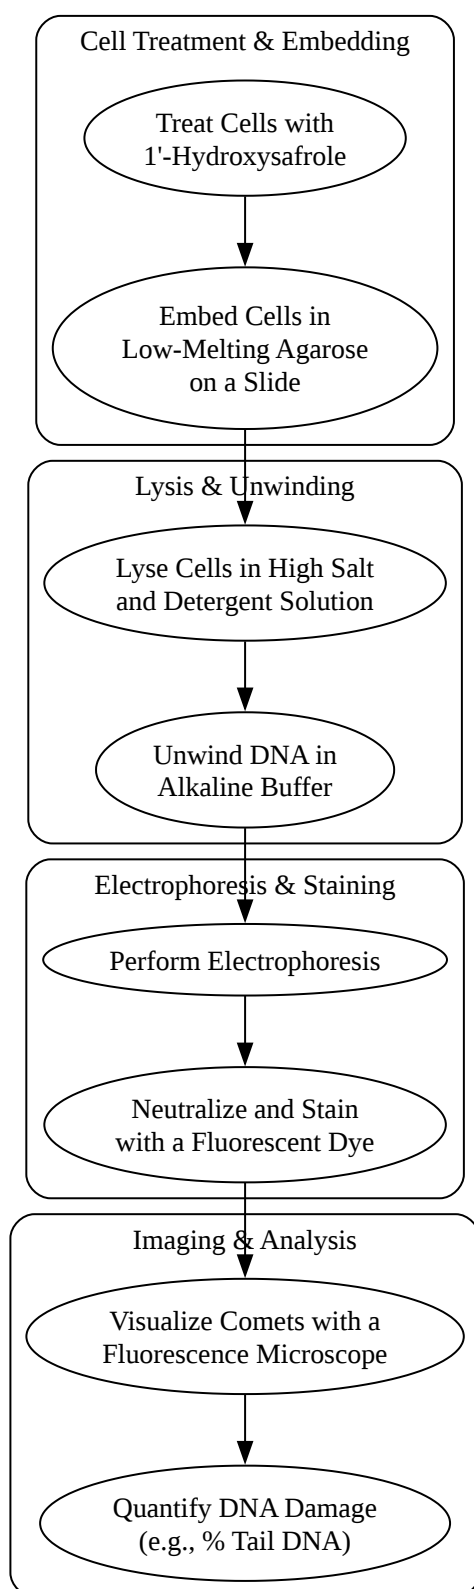 Cell Treatment & Embedding
Treat Cells with
1'-Hydroxysafrole
Embed Cells in
Low-Melting Agarose
on a Slide
Lysis & Unwinding
Lyse Cells in High Salt
and Detergent Solution
Unwind DNA in
Alkaline Buffer
Electrophoresis & Staining
Perform Electrophoresis
Neutralize and Stain
with a Fluorescent Dye
Imaging & Analysis
Visualize Comets with a
Fluorescence Microscope
Quantify DNA Damage
(e.g., % Tail DNA)